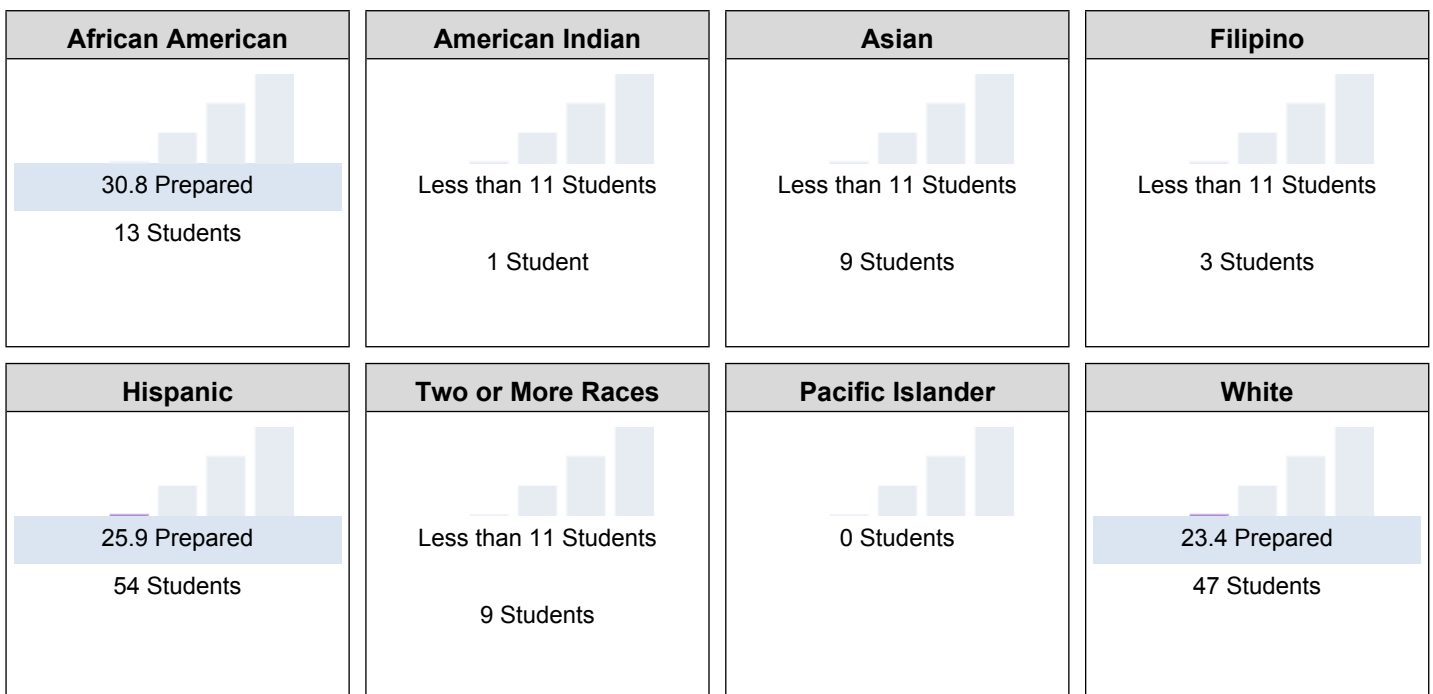 African American
30.8 Prepared
13 Students
American Indian
Less than 11 Students
1 Student
Asian
Less than 11 Students
9 Students
Filipino
Less than 11 Students
3 Students
Hispanic
25.9 Prepared
54 Students
Two or More Races
Less than 11 Students
9 Students
Pacific Islander
0 Students
White
23.4 Prepared
47 Students